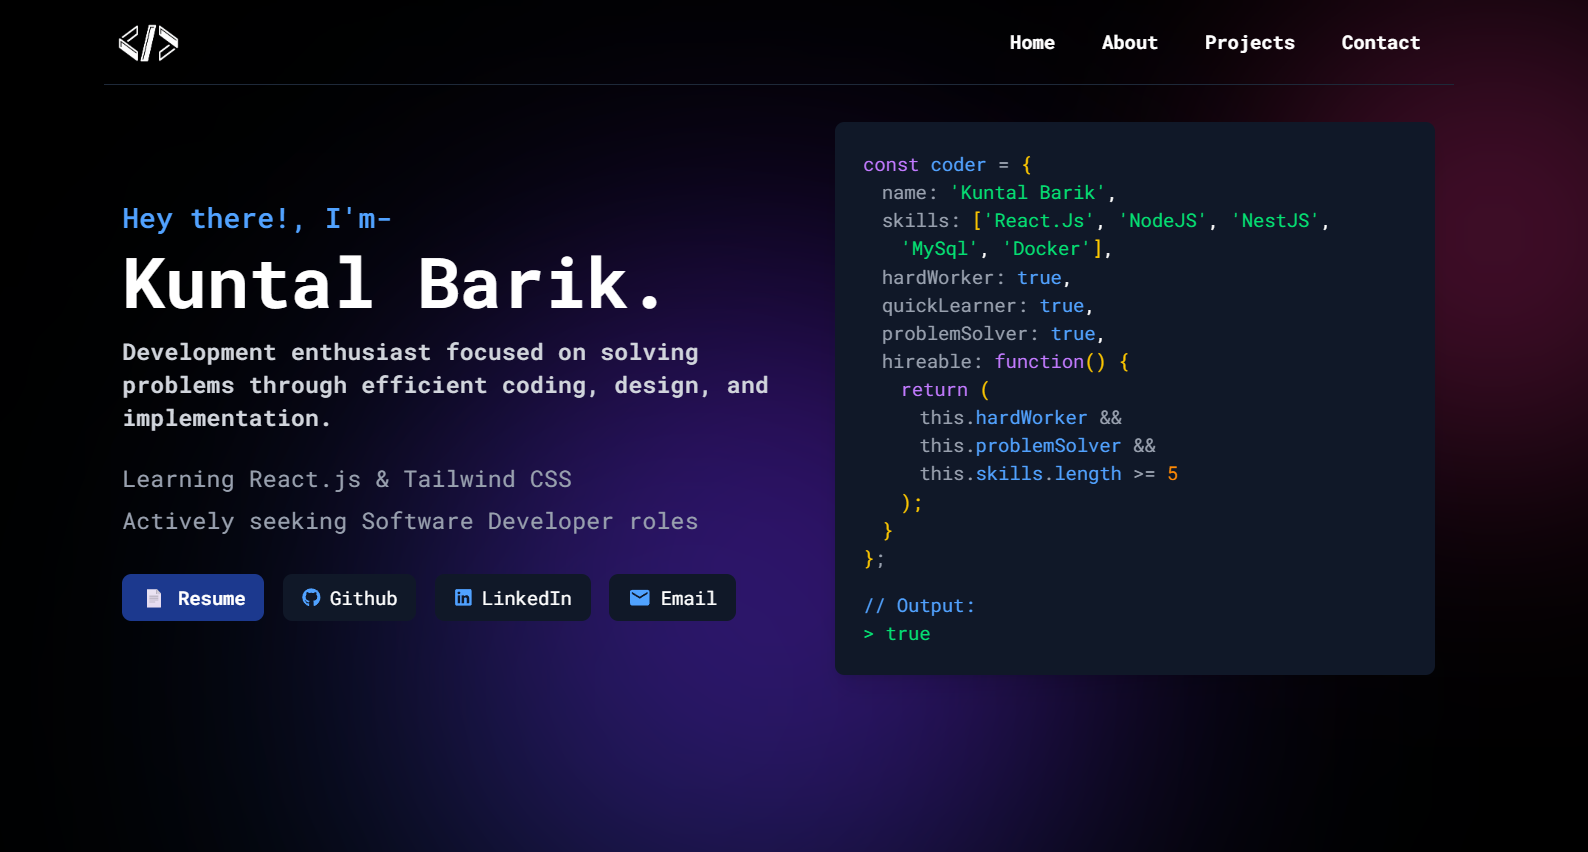 </>
Home About Projects Contact
Hey there!, I'm-
Kuntal Barik.
Development enthusiast focused on solving
problems through efficient coding, design, and
implementation.
Learning React.js & Tailwind CSS
Actively seeking Software Developer roles
Resume Github LinkedIn Email
const coder = {
name: 'Kuntal Barik',
skills: ['React.Js', 'NodeJS', 'NestJS',
'MySql', 'Docker'],
hardWorker: true,
quickLearner: true,
problemSolver: true,
hireable: function() {
return (
this.hardWorker &&
this.problemSolver &&
this.skills.length >= 5
);
}
};
// Output:
> true